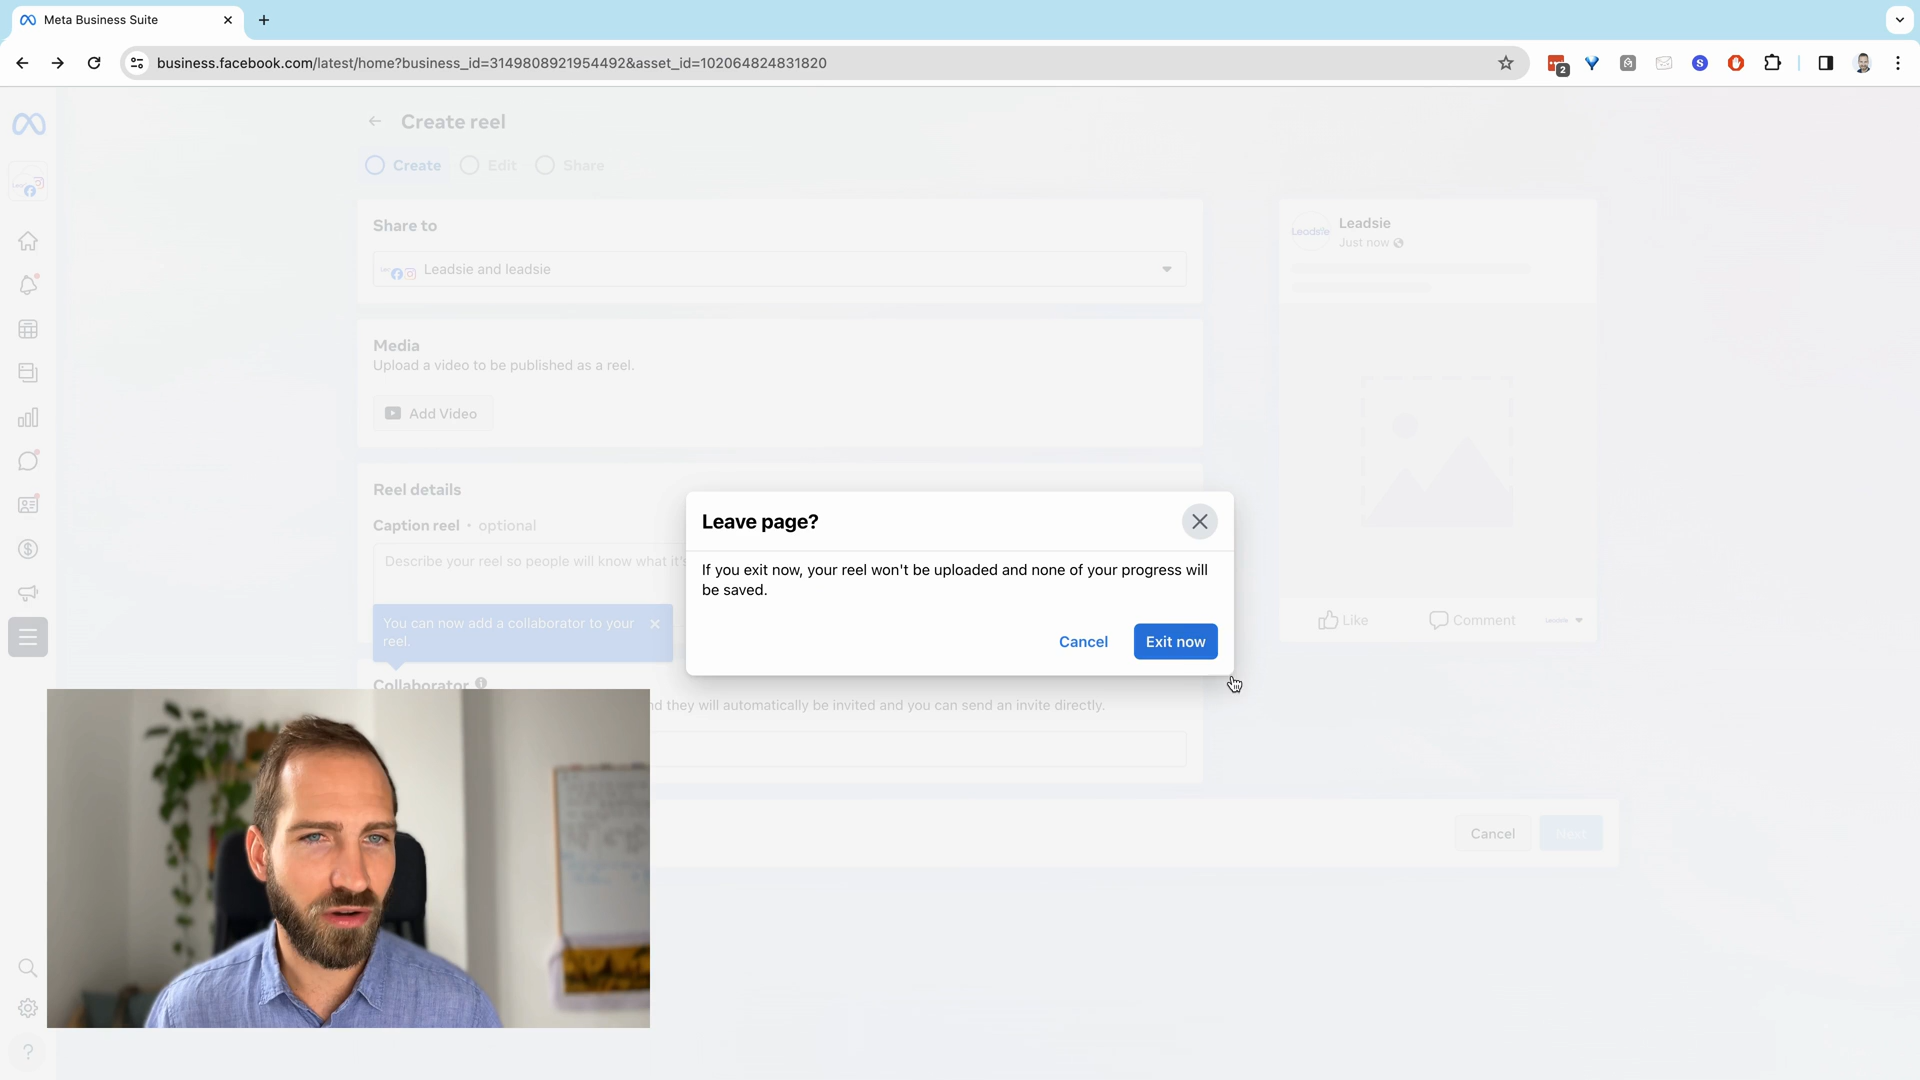 Meta Business Suite
business.facebook.com/latest/home?business_id=3149808921954492&asset_id=102064824831820
2
S
Create reel
Create
Edit
Share
Share to
Leadsie and leadsie
Media
Upload a video to be published as a reel.
Add Video
Reel details
Caption reel • optional
Describe your reel so people will know what it's
You can now add a collaborator to your
reel.
Collaborator
nd they will automatically be invited and you can send an invite directly.
Leave page?
If you exit now, your reel won't be uploaded and none of your progress will
be saved.
Cancel
Exit now
Leadsie
Leadsie
Just now
Like
Comment
Cancel
Next